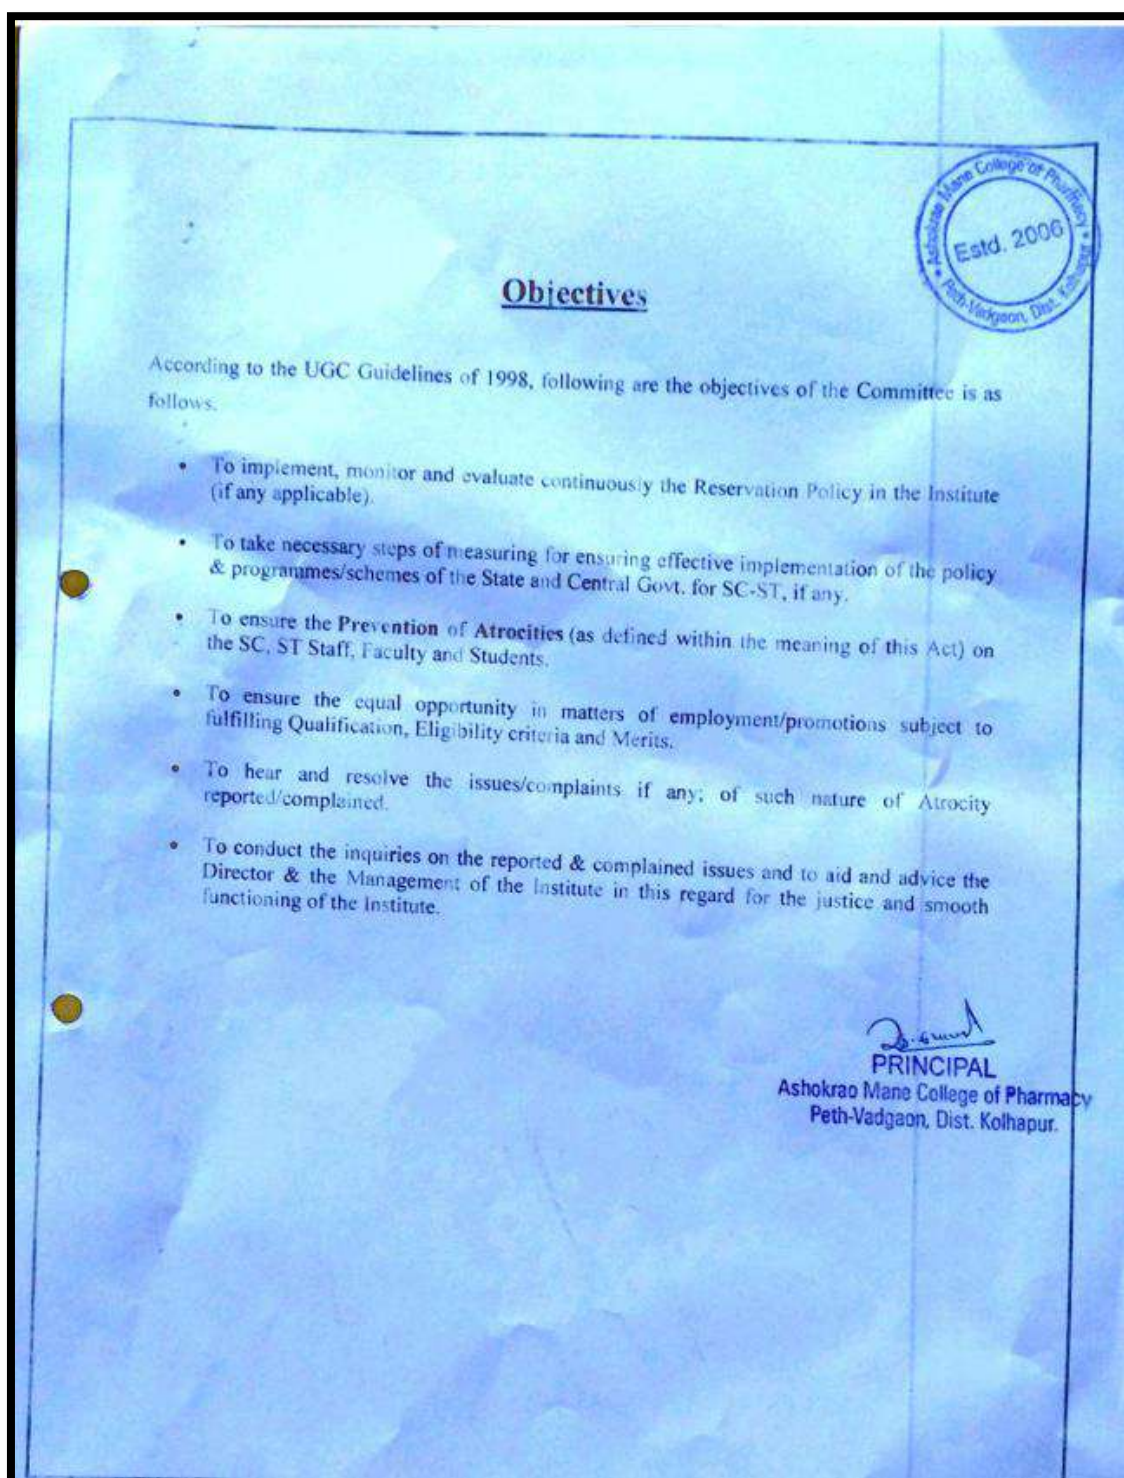 Ashokrao Mane College of Pharmacy
Peth-Vadgaon, Dist. Kolhapur
Estd. 2006
Objectives
According to the UGC Guidelines of 1998, following are the objectives of the Committee is as
follows.
• To implement, monitor and evaluate continuously the Reservation Policy in the Institute
(if any applicable).
• To take necessary steps of measuring for ensuring effective implementation of the policy
& programmes/schemes of the State and Central Govt. for SC-ST, if any.
• To ensure the Prevention of Atrocities (as defined within the meaning of this Act) on
the SC, ST Staff, Faculty and Students.
• To ensure the equal opportunity in matters of employment/promotions subject to
fulfilling Qualification, Eligibility criteria and Merits.
• To hear and resolve the issues/complaints if any; of such nature of Atrocity
reported/complained.
• To conduct the inquiries on the reported & complained issues and to aid and advice the
Director & the Management of the Institute in this regard for the justice and smooth
functioning of the Institute.
PRINCIPAL
Ashokrao Mane College of Pharmacy
Peth-Vadgaon, Dist. Kolhapur.